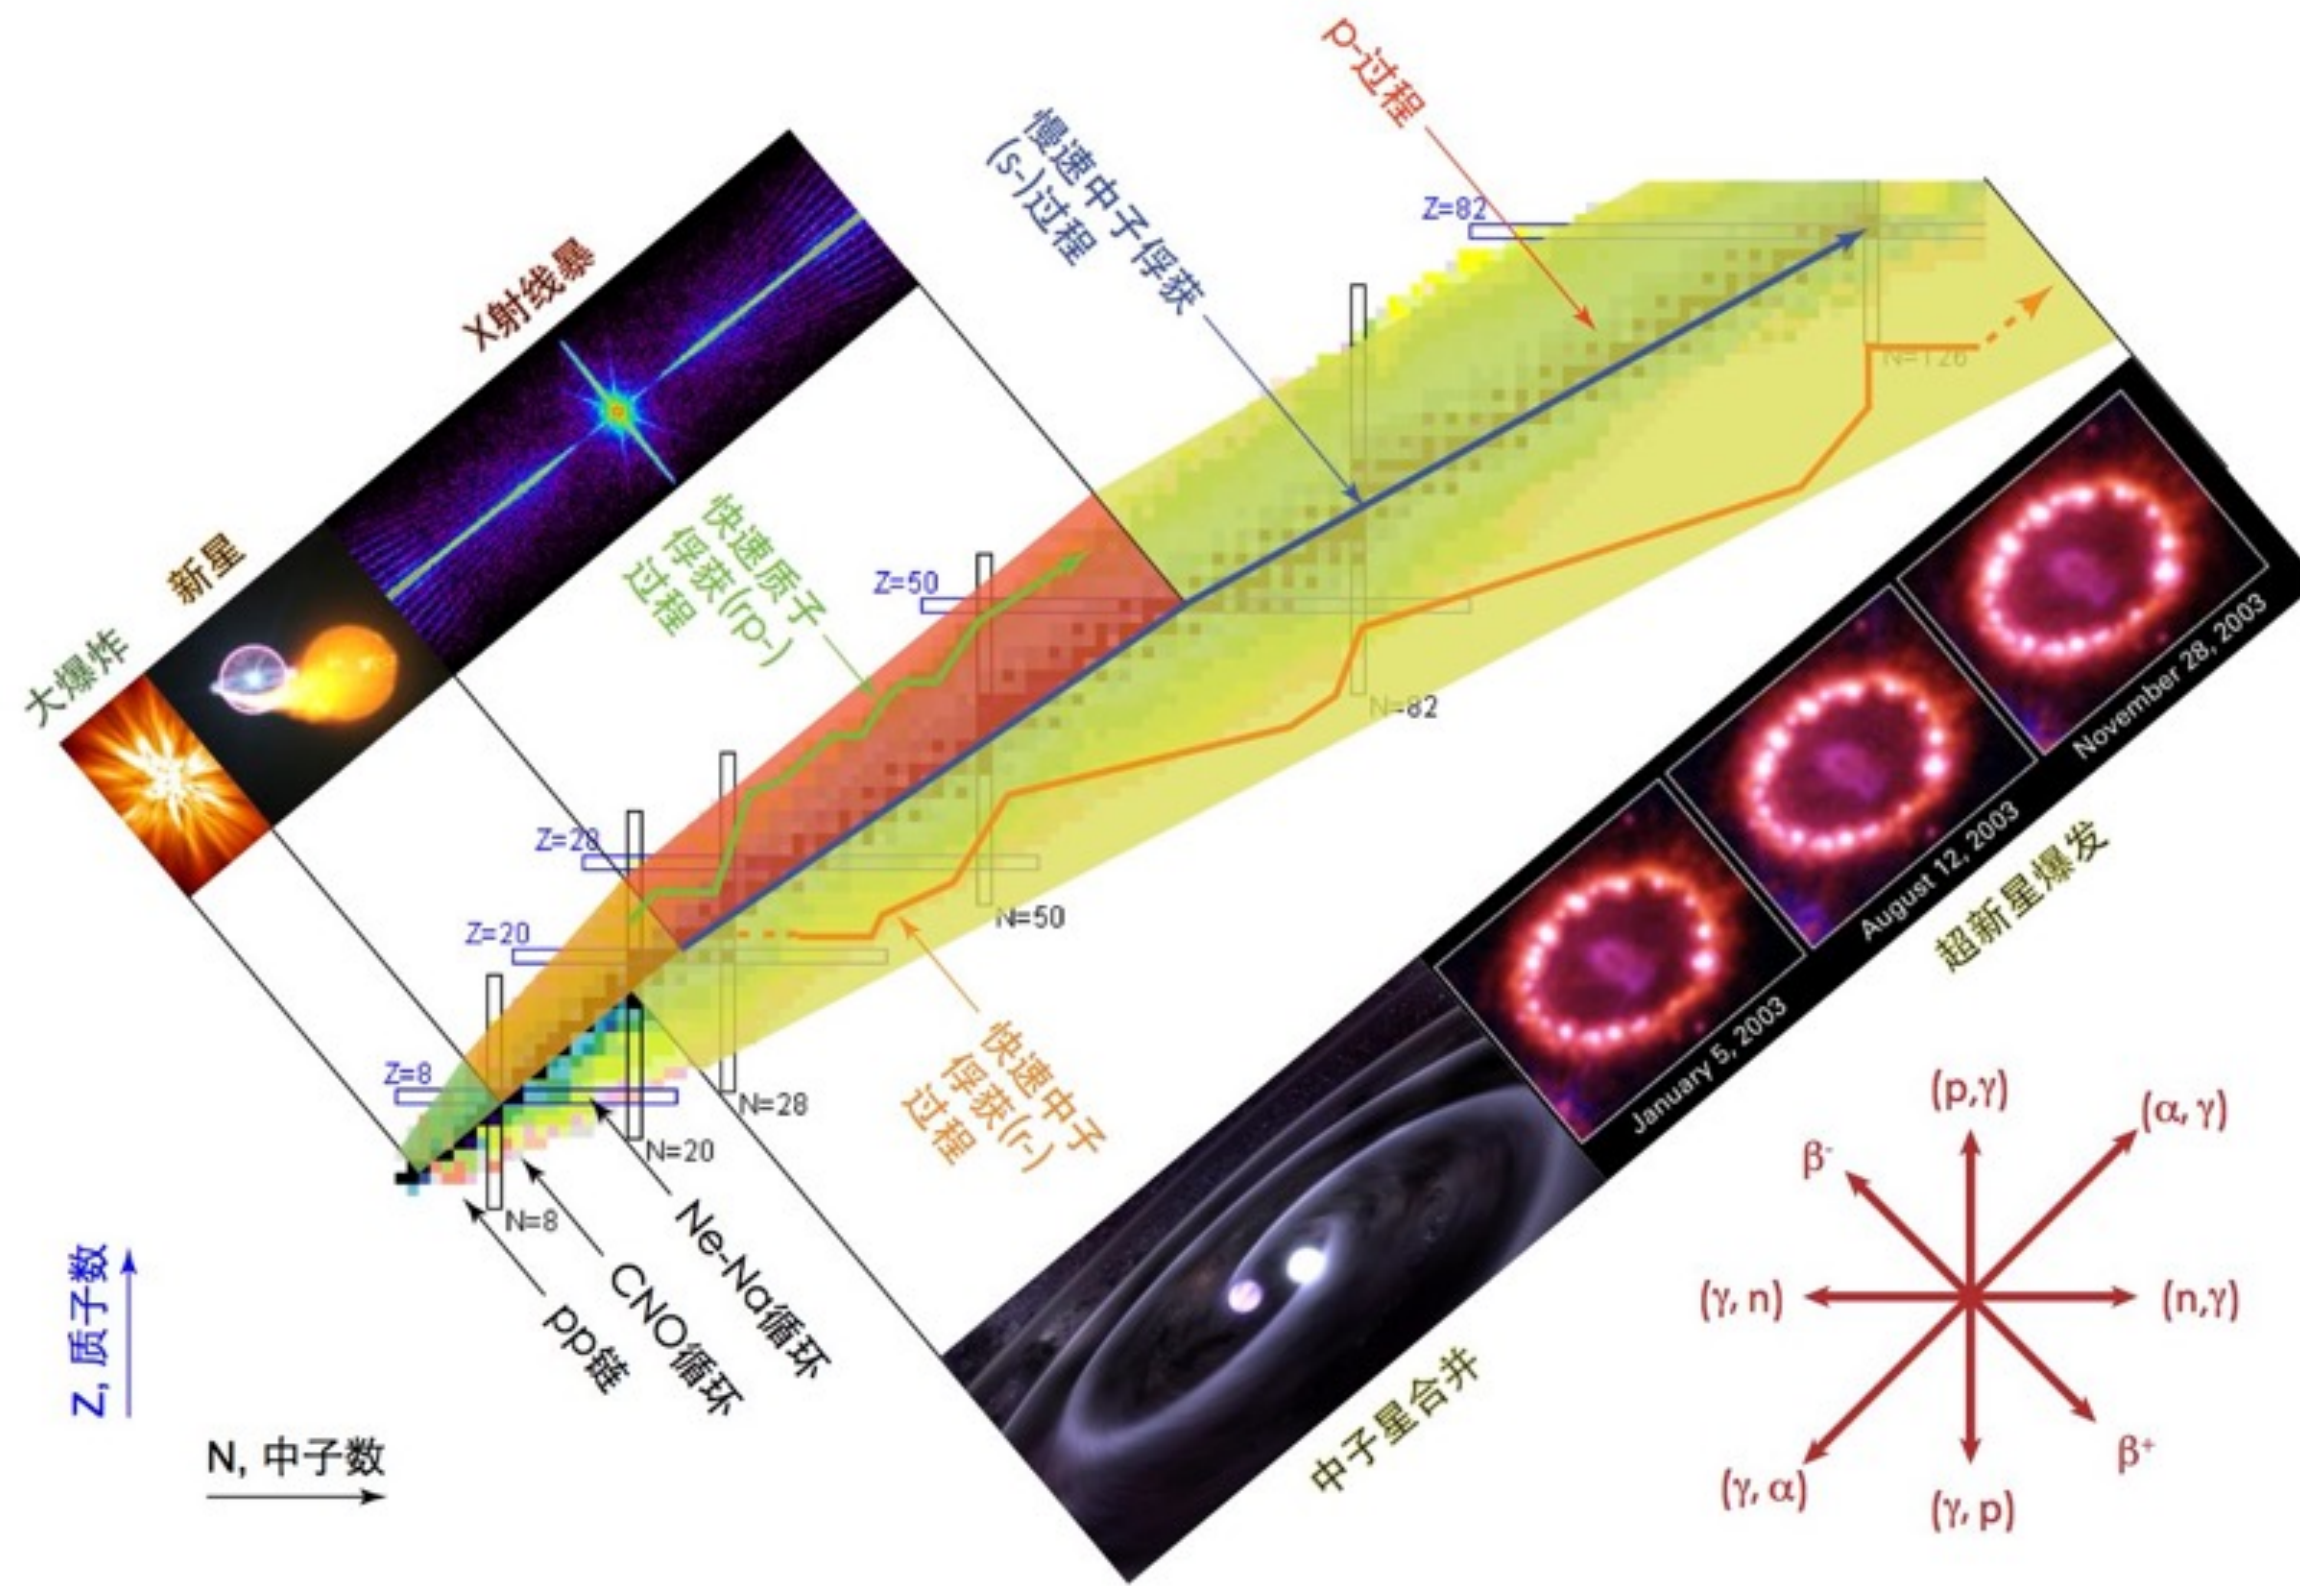 p-过程
慢速中子俘获
(s-)过程
Z=82
X射线暴
新星
大爆炸
快速质子
俘获(rp-)
过程
Z=50
N=126
N=82
Z=28
N=50
Z=20
Z=8
N=28
N=20
N=8
快速中子
俘获(r-)
过程
Ne-Na循环
CNO循环
pp链
November 28, 2003
August 12, 2003
January 5, 2003
超新星爆发
中子星合并
Z, 质子数
N, 中子数
(p,γ)
(α, γ)
β-
(γ, n)
(n,γ)
(γ, α)
(γ, p)
β+